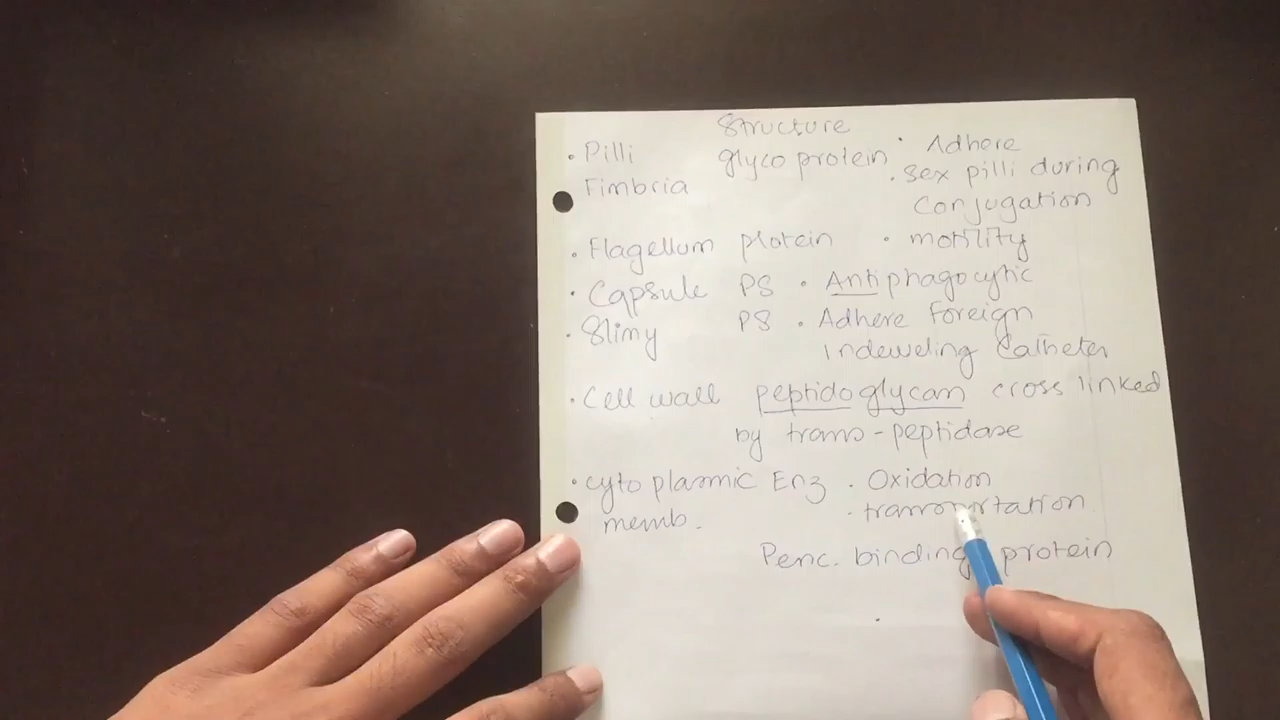 Structure
• Pilli glyco protein • Adhere
Fimbria • Sex pilli during
Conjugation
• Flagellum protein • motility
• Capsule PS • Antiphagocytic
• Slimy PS • Adhere Foreign
Indeweling Catheter
• Cell wall peptidoglycan cross linked
by trans-peptidase
• cyto plasmic Enz • Oxidation
memb. •
Penc. binding protein